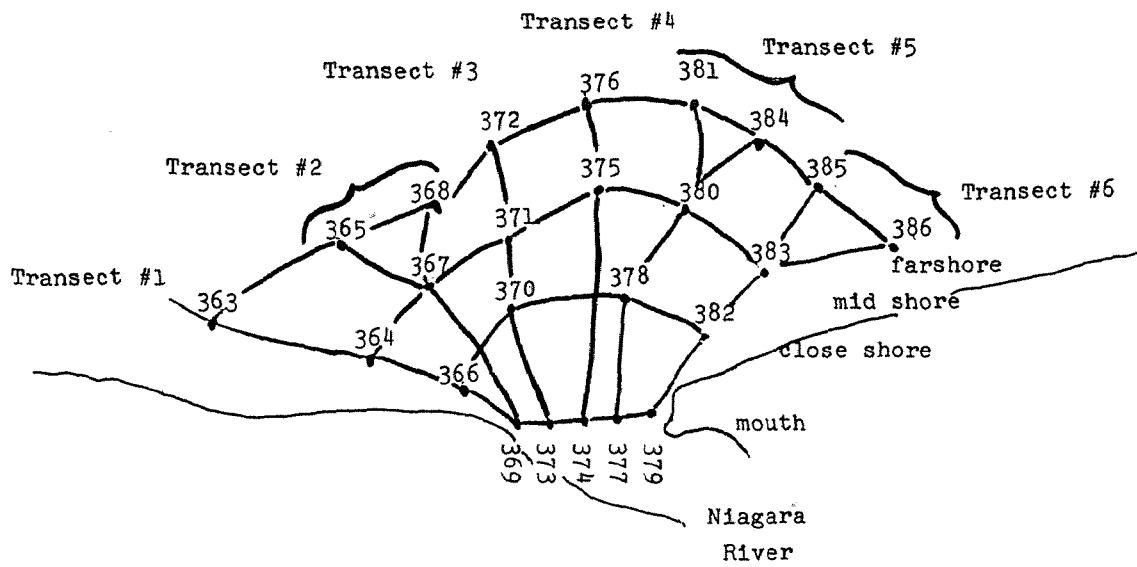 Transect #4
Transect #5
Transect #3
381
376
372
384
Transect #2
375
385
368
380
Transect #6
365
371
386
367
383
farshore
Transect #1
378
363
370
mid shore
364
382
close shore
366
mouth
369
373
374
377
379
Niagara
River